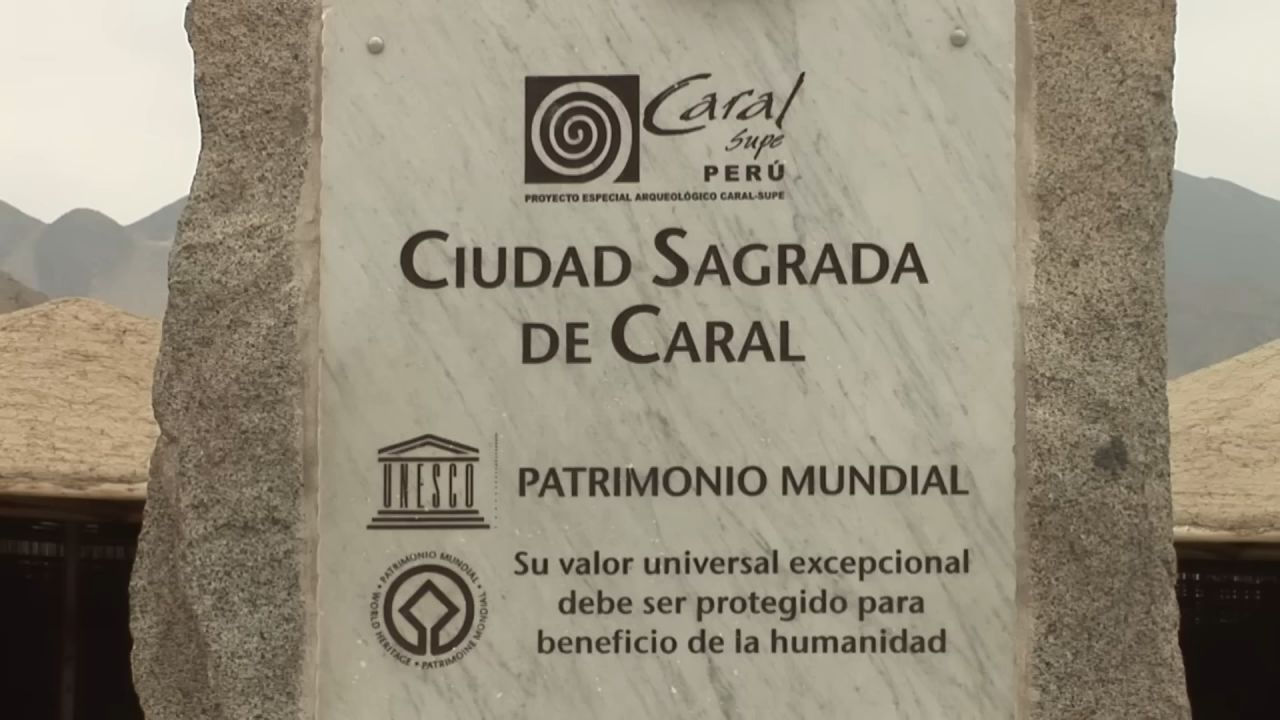 Caral
Supe
PERÚ
PROYECTO ESPECIAL ARQUEOLÓGICO CARAL-SUPE
CIUDAD SAGRADA
DE CARAL
UNESCO
PATRIMONIO MUNDIAL
PATRIMONIO MUNDIAL • WORLD HERITAGE • PATRIMOINE MONDIAL •
Su valor universal excepcional
debe ser protegido para
beneficio de la humanidad